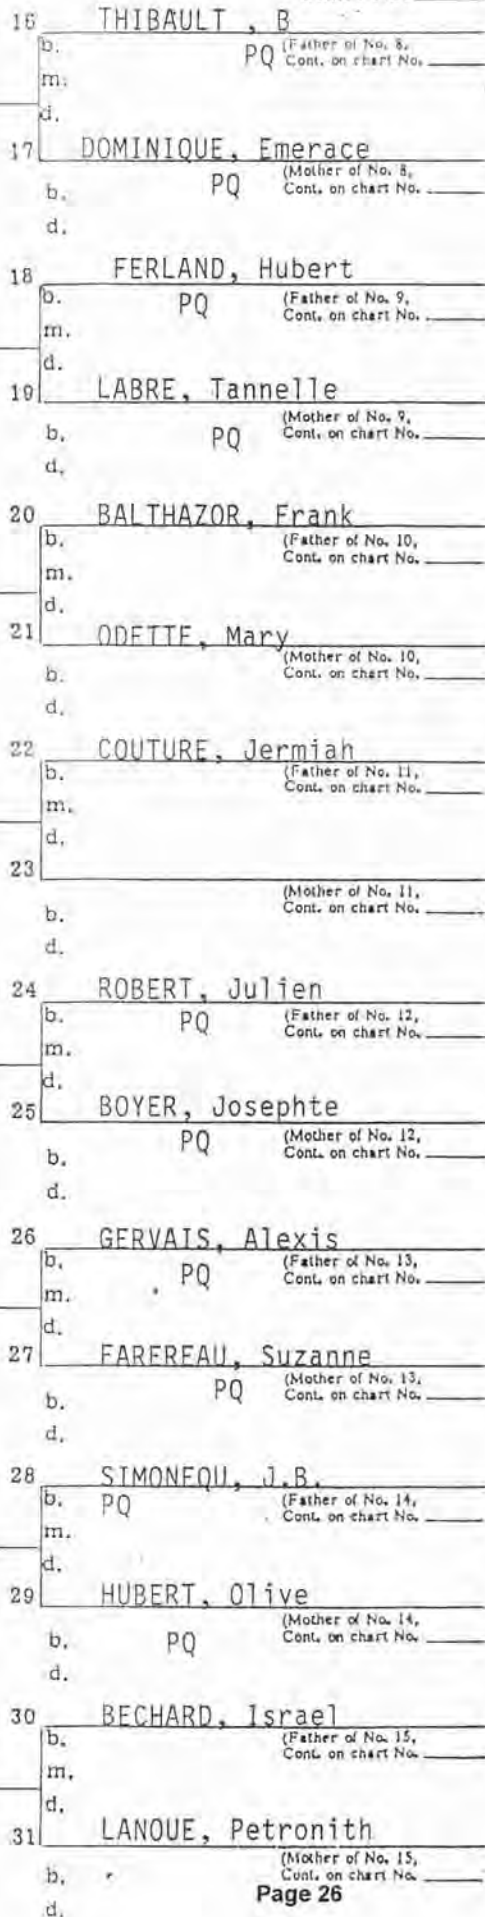 16 THIBAULT , B
b. PQ (Father of No. 8,
Cont. on chart No.
m.
d.
17 DOMINIQUE, Emerace
(Mother of No. 8,
b. PQ Cont. on chart No.
d.
18 FERLAND, Hubert
b. PQ (Father of No. 9,
Cont. on chart No.
m.
d.
19 LABRE, Tannelle
(Mother of No. 9,
b. PQ Cont. on chart No.
d.
20 BALTHAZOR, Frank
b. (Father of No. 10,
Cont. on chart No.
m.
d.
21 ODETTE, Mary
(Mother of No. 10,
b. Cont. on chart No.
d.
22 COUTURE, Jermiah
b. (Father of No. 11,
Cont. on chart No.
m.
d.
23
(Mother of No. 11,
b. Cont. on chart No.
d.
24 ROBERT, Julien
b. PQ (Father of No. 12,
Cont. on chart No.
m.
d.
25 BOYER, Josephte
PQ (Mother of No. 12,
b. Cont. on chart No.
d.
26 GERVAIS, Alexis
b. PQ (Father of No. 13,
Cont. on chart No.
m.
d.
27 FARFREAU, Suzanne
PQ (Mother of No. 13,
b. Cont. on chart No.
d.
28 SIMONEQU, J.B.
b. PQ (Father of No. 14,
Cont. on chart No.
m.
d.
29 HUBERT, Olive
(Mother of No. 14,
b. PQ Cont. on chart No.
d.
30 BECHARD, Israel
b. (Father of No. 15,
Cont. on chart No.
m.
d.
31 LANOUE, Petronith
(Mother of No. 15,
b. Cont. on chart No.
Page 26
d.